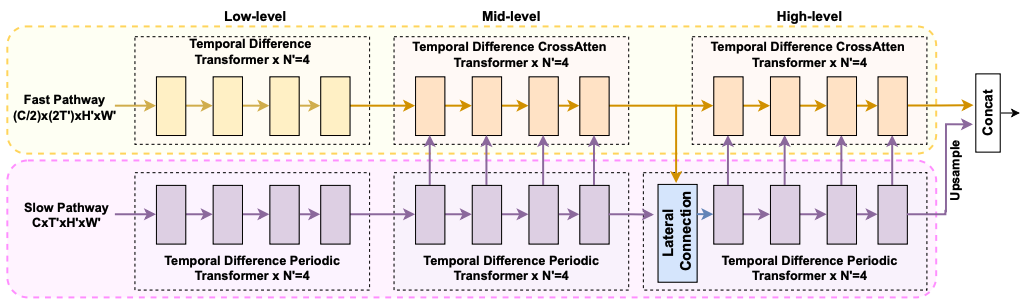 Low-level
Mid-level
High-level
Temporal Difference
Transformer x N'=4
Temporal Difference CrossAtten
Transformer x N'=4
Temporal Difference CrossAtten
Transformer x N'=4
Fast Pathway
(C/2)x(2T')xH'xW'
Concat
Upsample
Slow Pathway
CxT'xH'xW'
Lateral
Connection
Temporal Difference Periodic
Transformer x N'=4
Temporal Difference Periodic
Transformer x N'=4
Temporal Difference Periodic
Transformer x N'=4